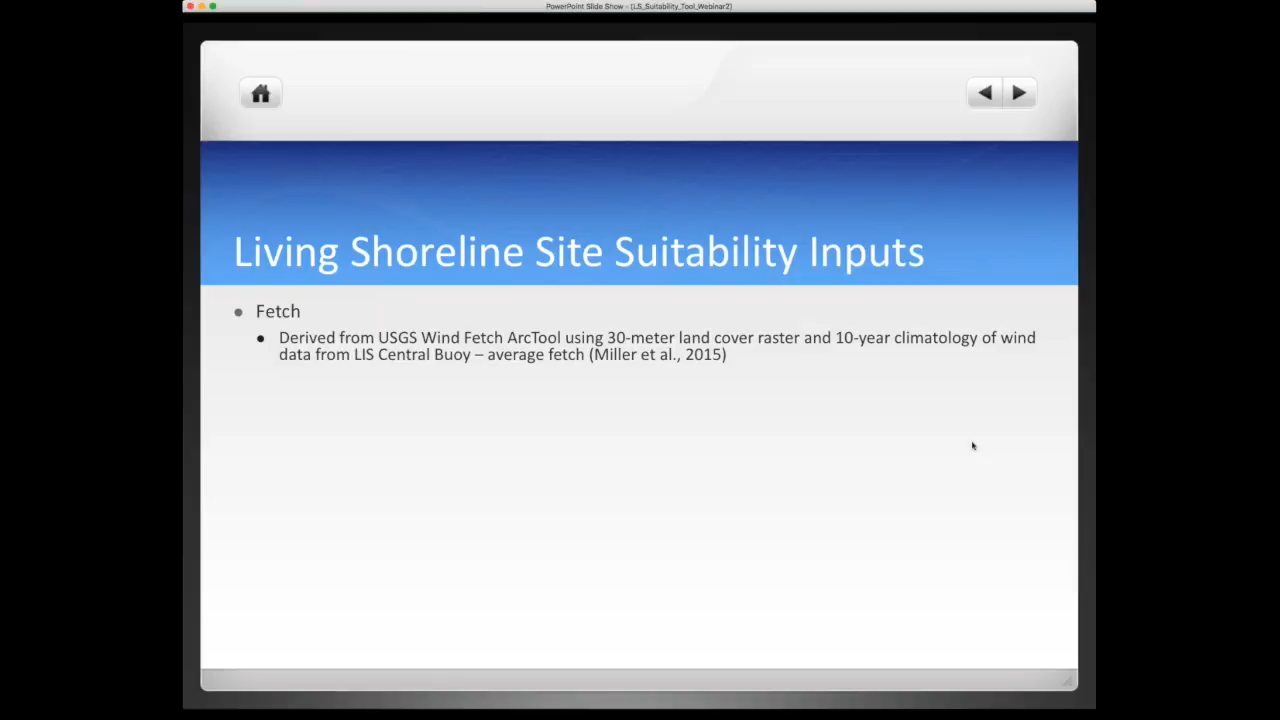 PowerPoint Slide Show - [LS_Suitability_Tool_Webinar2]
Living Shoreline Site Suitability Inputs
Fetch
Derived from USGS Wind Fetch ArcTool using 30-meter land cover raster and 10-year climatology of wind
data from LIS Central Buoy – average fetch (Miller et al., 2015)